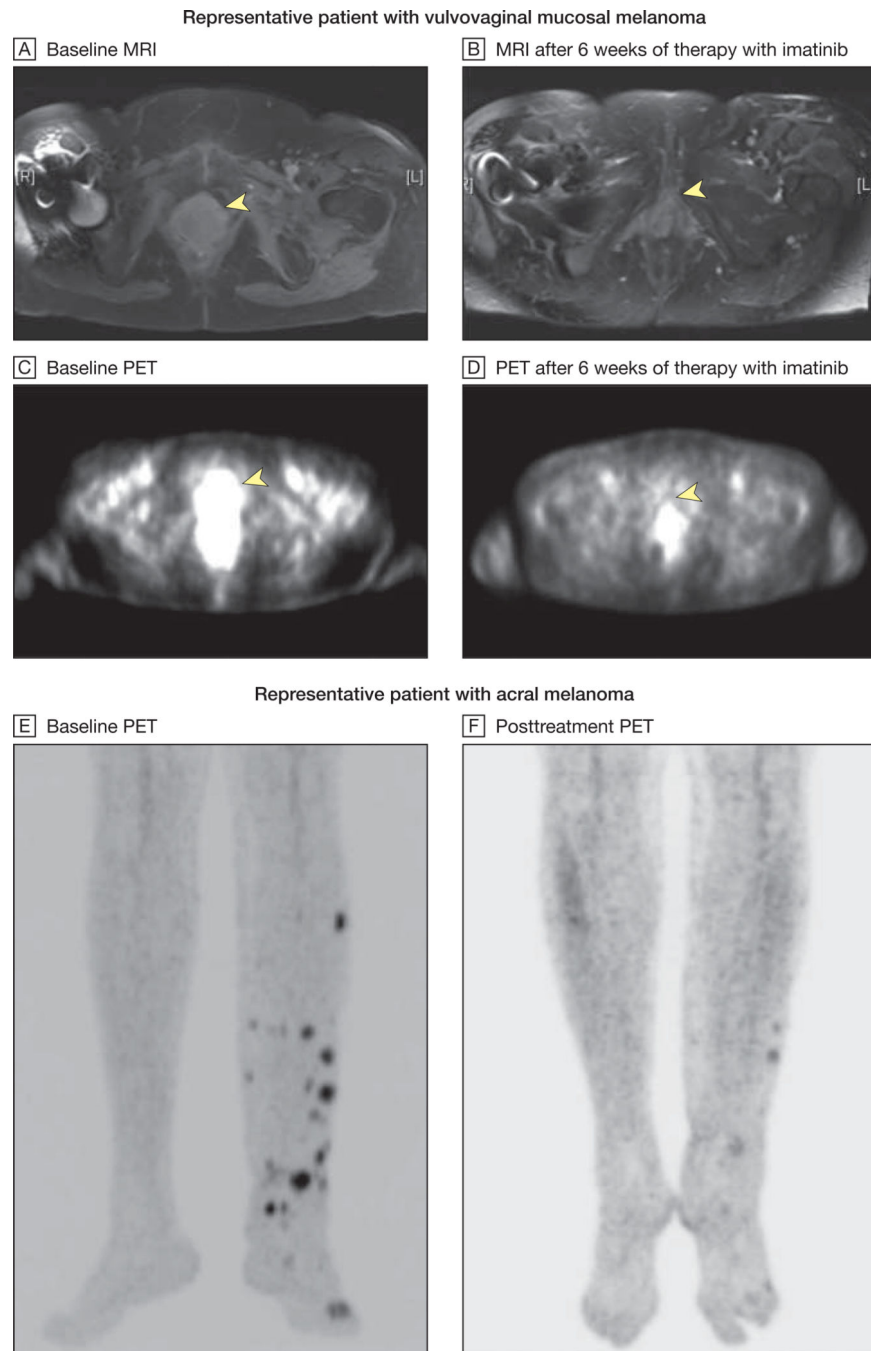 Representative patient with vulvovaginal mucosal melanoma
A Baseline MRI
B MRI after 6 weeks of therapy with imatinib
[R]
[L]
R]
[L
C Baseline PET
D PET after 6 weeks of therapy with imatinib
Representative patient with acral melanoma
E Baseline PET
F Posttreatment PET